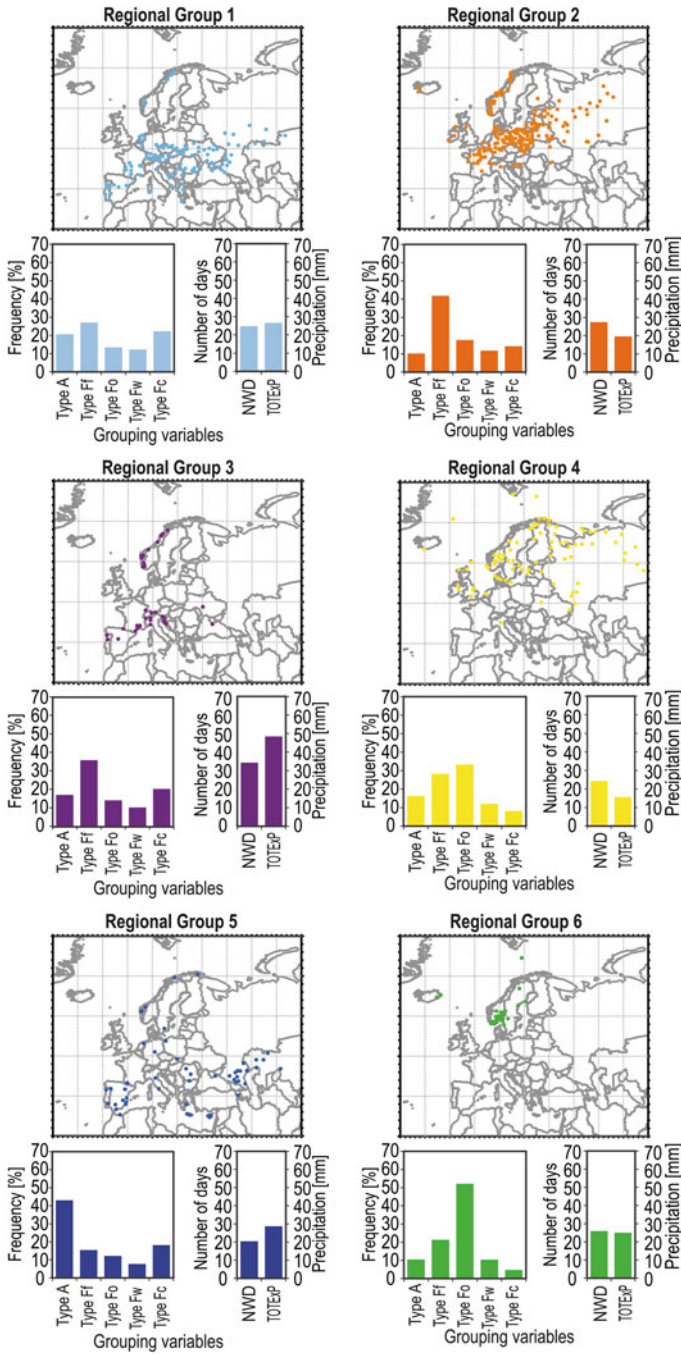 Regional Group 1
Frequency [%]
70
60
50
40
30
20
10
0
Type A
Type Ff
Type Fo
Type Fw
Type Fc
Grouping variables
Number of days
70
60
50
40
30
20
10
0
NWD
TOTExP
70
60
50
40
30
20
10
0
Precipitation [mm]
Regional Group 2
Frequency [%]
70
60
50
40
30
20
10
0
Type A
Type Ff
Type Fo
Type Fw
Type Fc
Grouping variables
Number of days
70
60
50
40
30
20
10
0
NWD
TOTExP
70
60
50
40
30
20
10
0
Precipitation [mm]
Regional Group 3
Frequency [%]
70
60
50
40
30
20
10
0
Type A
Type Ff
Type Fo
Type Fw
Type Fc
Grouping variables
Number of days
70
60
50
40
30
20
10
0
NWD
TOTExP
70
60
50
40
30
20
10
0
Precipitation [mm]
Regional Group 4
Frequency [%]
70
60
50
40
30
20
10
0
Type A
Type Ff
Type Fo
Type Fw
Type Fc
Grouping variables
Number of days
70
60
50
40
30
20
10
0
NWD
TOTExP
70
60
50
40
30
20
10
0
Precipitation [mm]
Regional Group 5
Frequency [%]
70
60
50
40
30
20
10
0
Type A
Type Ff
Type Fo
Type Fw
Type Fc
Grouping variables
Number of days
70
60
50
40
30
20
10
0
NWD
TOTExP
70
60
50
40
30
20
10
0
Precipitation [mm]
Regional Group 6
Frequency [%]
70
60
50
40
30
20
10
0
Type A
Type Ff
Type Fo
Type Fw
Type Fc
Grouping variables
Number of days
70
60
50
40
30
20
10
0
NWD
TOTExP
70
60
50
40
30
20
10
0
Precipitation [mm]